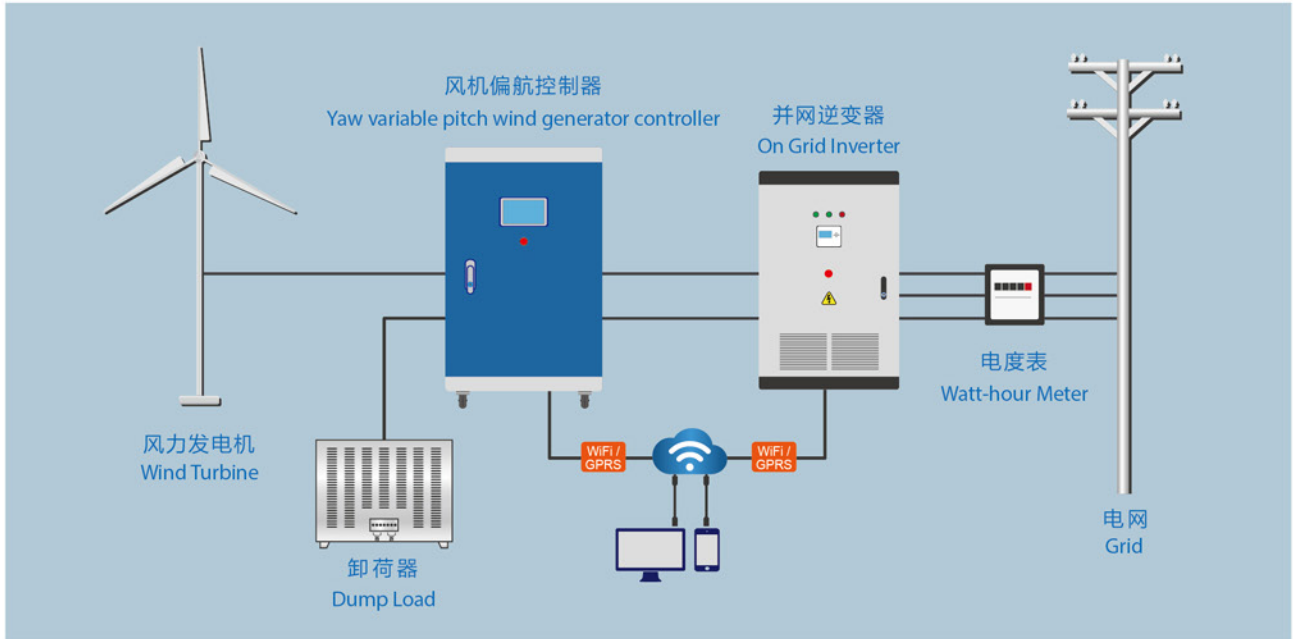 风机偏航控制器
Yaw variable pitch wind generator controller
并网逆变器
On Grid Inverter
电度表
Watt-hour Meter
风力发电机
Wind Turbine
WiFi /
GPRS
WiFi /
GPRS
电网
Grid
卸荷器
Dump Load